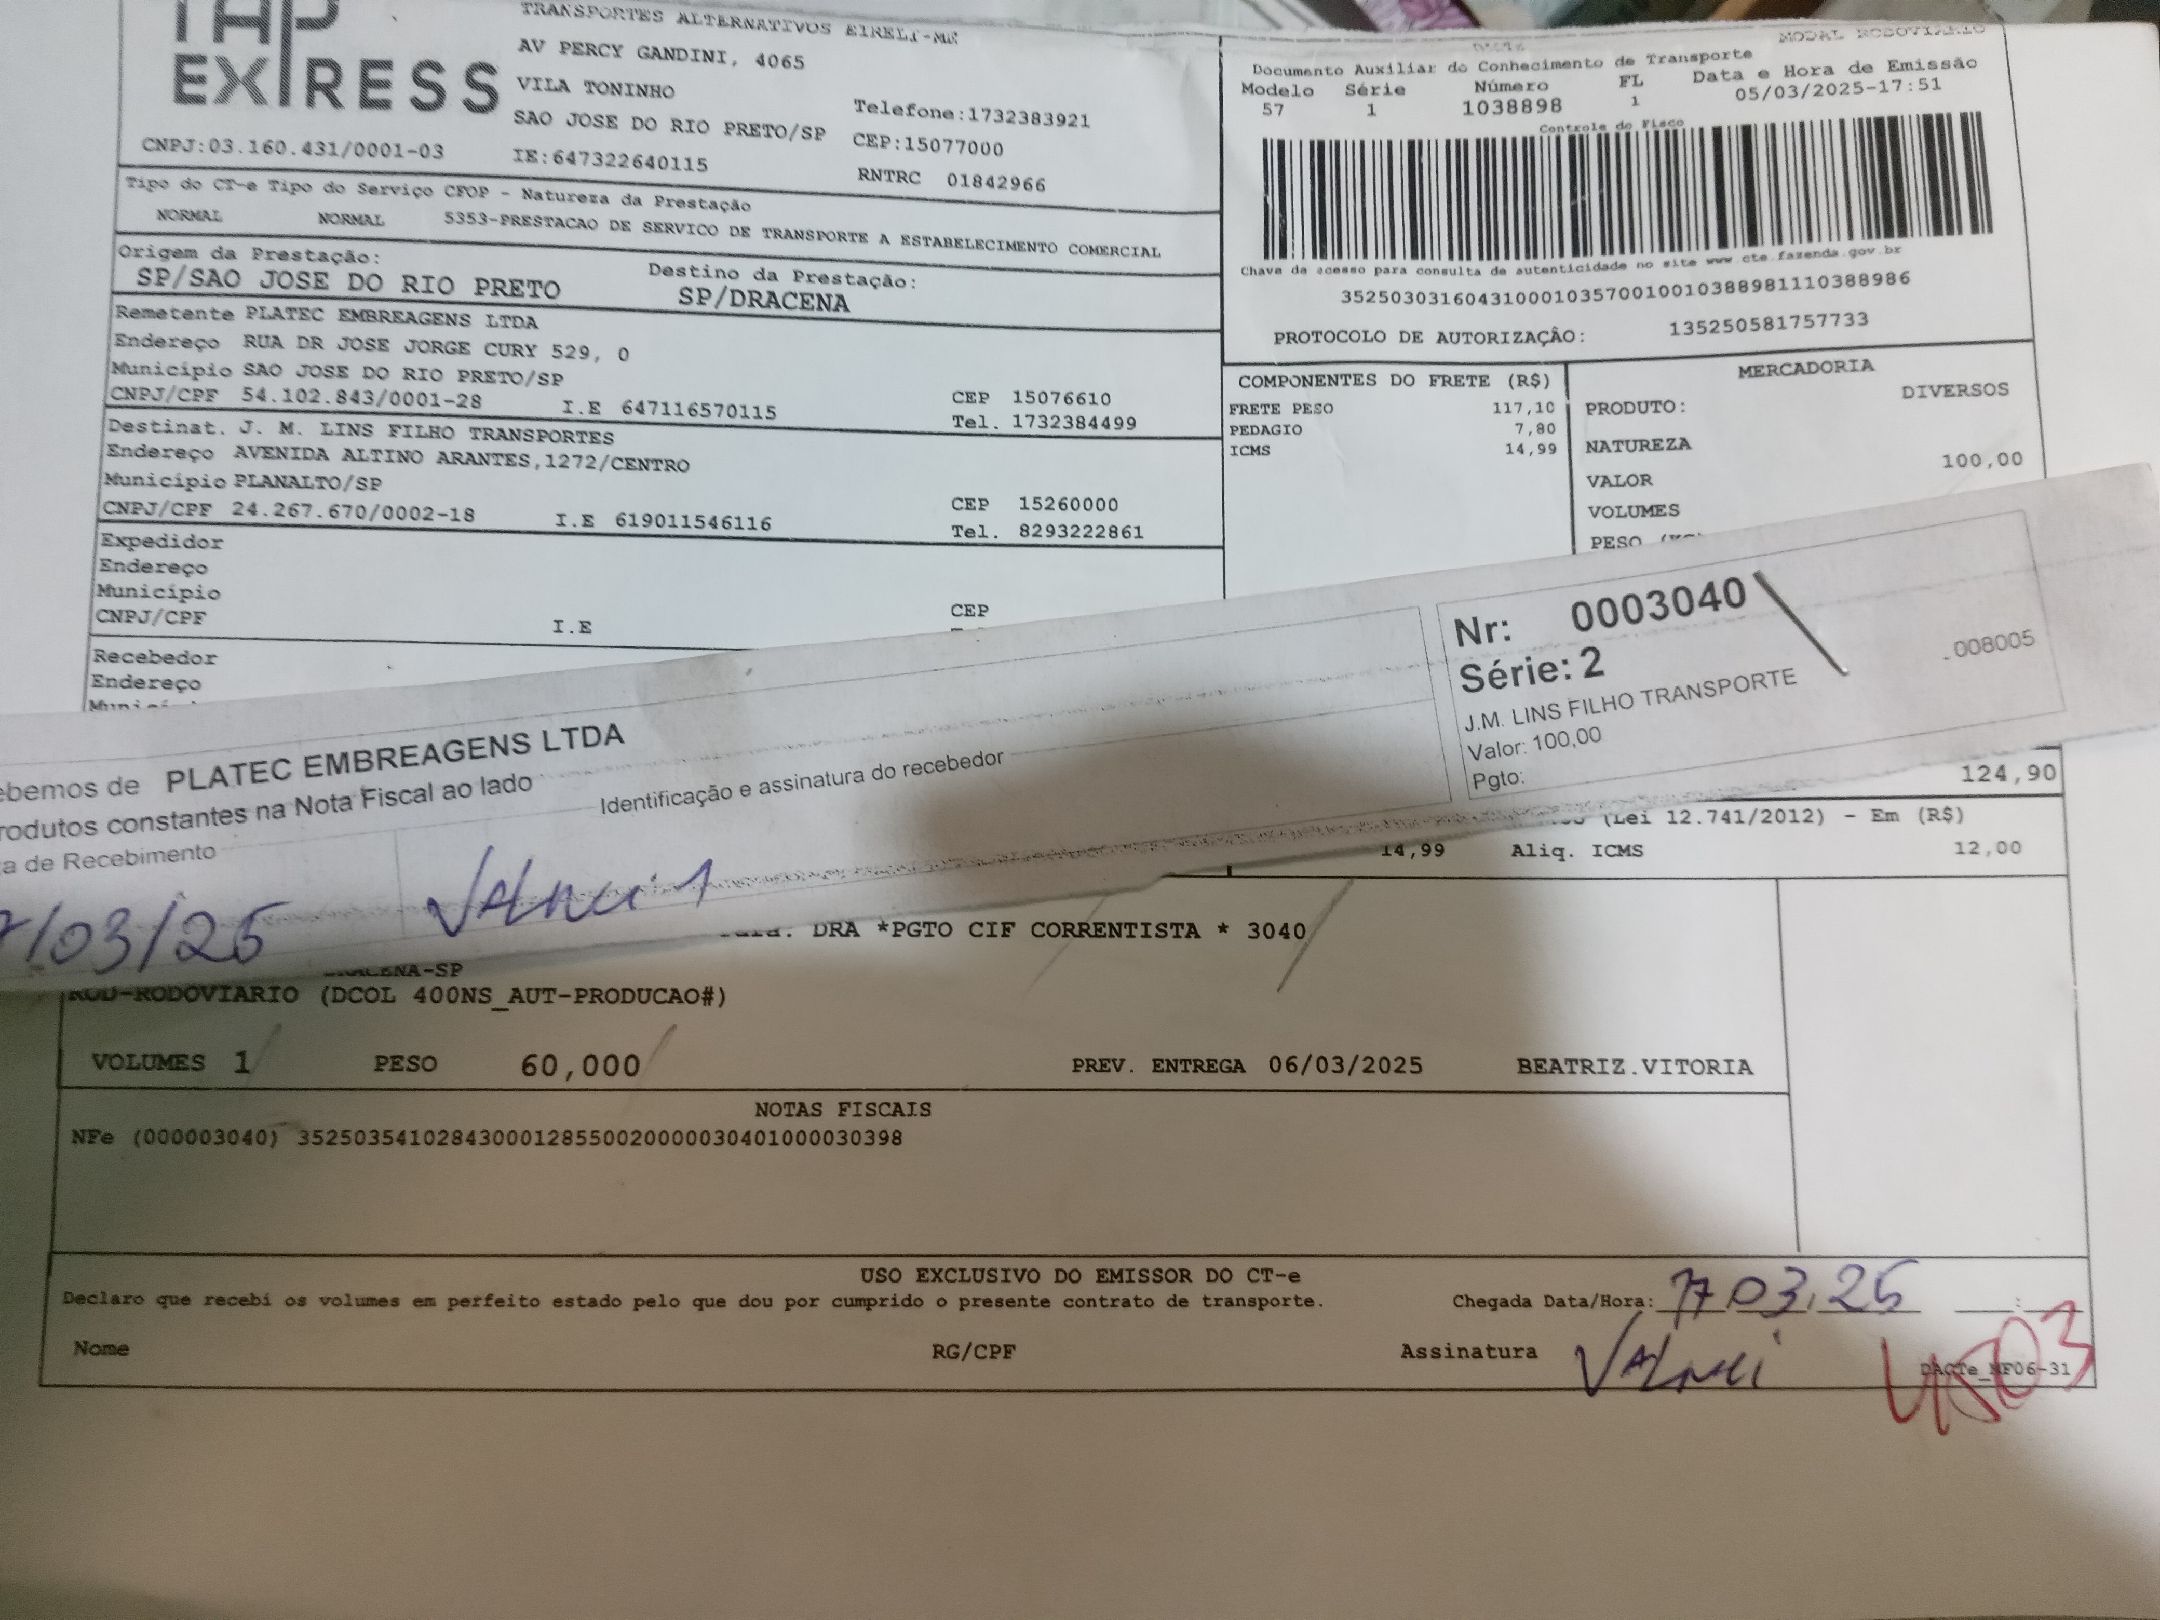 TAP
EXPRESS
TRANSPORTES ALTERNATIVOS EIRELI-ME
AV PERCY GANDINI, 4065
VILA TONINHO
SAO JOSE DO RIO PRETO/SP
IE:647322640115
CNPJ:03.160.431/0001-03
Telefone:1732383921
CEP:15077000
RNTRC 01842966
MODAL RODOVIARIO
Documento Auxiliar do Conhecimento de Transporte
Modelo Série Número FL Data e Hora de Emissão
57 1 1038898 1 05/03/2025-17:51
Controle do Fisco
Chave de acesso para consulta de autenticidade no site www.cte.fazenda.gov.br
35250303160431000103570010010388981110388986
PROTOCOLO DE AUTORIZAÇÃO: 135250581757733
Tipo do CT-e Tipo do Serviço CFOP - Natureza da Prestação
NORMAL NORMAL 5353-PRESTACAO DE SERVICO DE TRANSPORTE A ESTABELECIMENTO COMERCIAL
Origem da Prestação: Destino da Prestação:
SP/SAO JOSE DO RIO PRETO SP/DRACENA
Remetente PLATEC EMBREAGENS LTDA
Endereço RUA DR JOSE JORGE CURY 529, 0
Município SAO JOSE DO RIO PRETO/SP CEP 15076610
CNPJ/CPF 54.102.843/0001-28 I.E 647116570115 Tel. 1732384499
Destinat. J. M. LINS FILHO TRANSPORTES
Endereço AVENIDA ALTINO ARANTES,1272/CENTRO
Município PLANALTO/SP CEP 15260000
CNPJ/CPF 24.267.670/0002-18 I.E 619011546116 Tel. 8293222861
Expedidor
Endereço
Município CEP
CNPJ/CPF I.E
Recebedor
Endereço
COMPONENTES DO FRETE (R$)
FRETE PESO 117,10
PEDAGIO 7,80
ICMS 14,99
MERCADORIA
PRODUTO: DIVERSOS
NATUREZA
VALOR 100,00
VOLUMES
PESO
ebemos de PLATEC EMBREAGENS LTDA
rodutos constantes na Nota Fiscal ao lado
a de Recebimento
Identificação e assinatura do recebedor
7/03/25 VALMCi
Nr: 0003040
Série: 2 008005
J.M. LINS FILHO TRANSPORTE
Valor: 100,00
Pgto:
124,90
(Lei 12.741/2012) - Em (R$)
14,99 Aliq. ICMS 12,00
DRA *PGTO CIF CORRENTISTA * 3040
ENA-SP
ROD-RODOVIARIO (DCOL 400NS_AUT-PRODUCAO#)
VOLUMES 1 PESO 60,000 PREV. ENTREGA 06/03/2025 BEATRIZ.VITORIA
NOTAS FISCAIS
NFe (000003040) 35250354102843000128550020000030401000030398
USO EXCLUSIVO DO EMISSOR DO CT-e
Declaro que recebi os volumes em perfeito estado pelo que dou por cumprido o presente contrato de transporte. Chegada Data/Hora: 7 03 25
Nome RG/CPF Assinatura VALMCi
DACTe_MF06-31